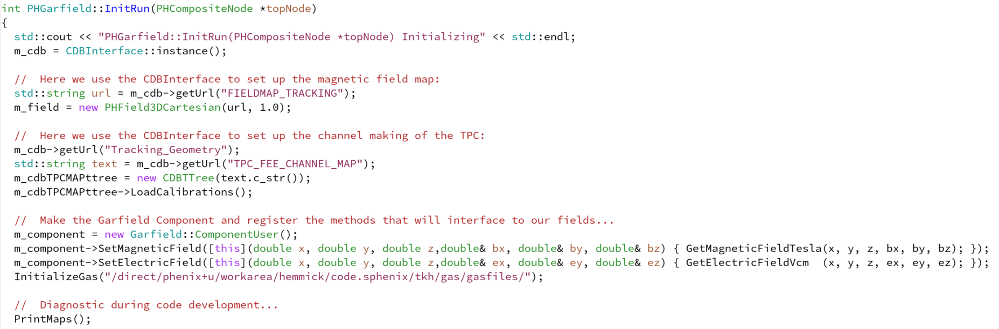 int PHGarfield::InitRun(PHCompositeNode *topNode)
{
  std::cout << "PHGarfield::InitRun(PHCompositeNode *topNode) Initializing" << std::endl;
  m_cdb = CDBInterface::instance();

  //  Here we use the CDBInterface to set up the magnetic field map:
  std::string url = m_cdb->getUrl("FIELDMAP_TRACKING");
  m_field = new PHField3DCartesian(url, 1.0);

  //  Here we use the CDBInterface to set up the channel making of the TPC:
  m_cdb->getUrl("Tracking_Geometry");
  std::string text = m_cdb->getUrl("TPC_FEE_CHANNEL_MAP");
  m_cdbTPCMAPttree = new CDBTTree(text.c_str());
  m_cdbTPCMAPttree->LoadCalibrations();

  //  Make the Garfield Component and register the methods that will interface to our fields...
  m_component = new Garfield::ComponentUser();
  m_component->SetMagneticField([this](double x, double y, double z,double& bx, double& by, double& bz) { GetMagneticFieldTesla(x, y, z, bx, by, bz); });
  m_component->SetElectricField([this](double x, double y, double z,double& ex, double& ey, double& ez) { GetElectricFieldVcm  (x, y, z, ex, ey, ez); });
  InitializeGas("/direct/phenix+u/workarea/hemmick/code.sphenix/tkh/gas/gasfiles/");

  //  Diagnostic during code development...
  PrintMaps();